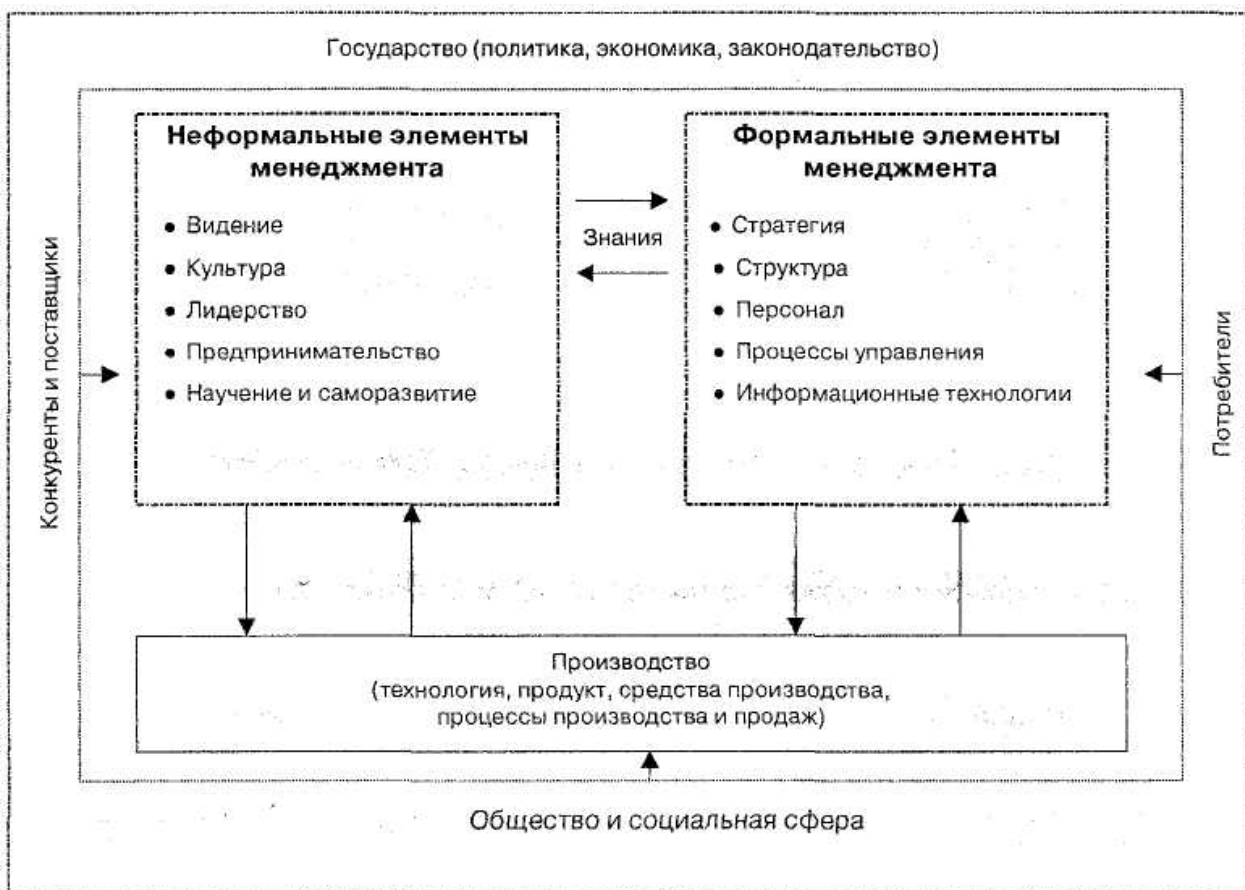 Государство (политика, экономика, законодательство)
Неформальные элементы
менеджмента
• Видение
• Культура
• Лидерство
• Предпринимательство
• Научение и саморазвитие
Знания
Формальные элементы
менеджмента
• Стратегия
• Структура
• Персонал
• Процессы управления
• Информационные технологии
Конкуренты и поставщики
Потребители
Производство
(технология, продукт, средства производства,
процессы производства и продаж)
Общество и социальная сфера